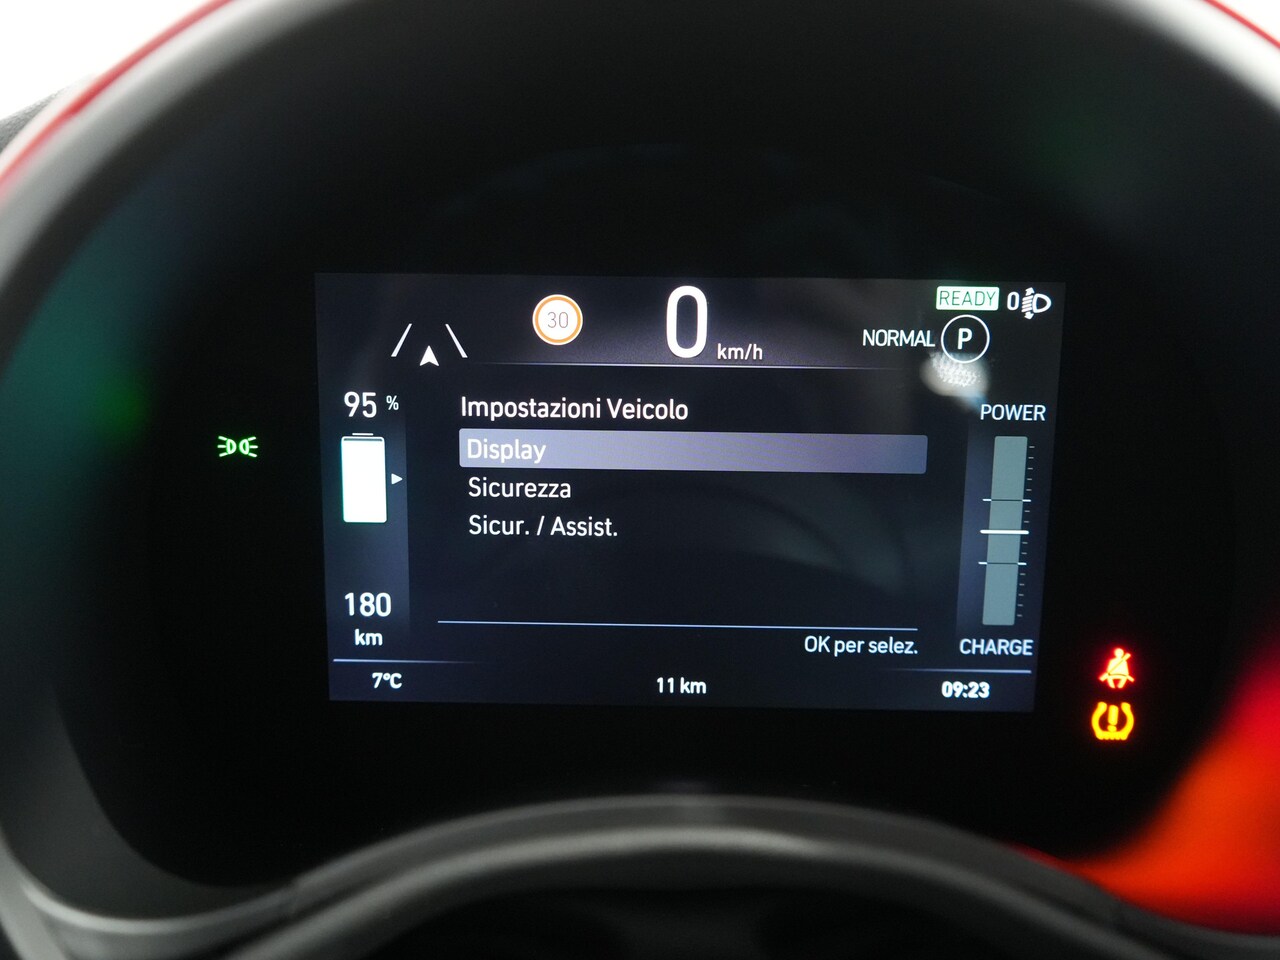 30
0 km/h
READY 0
NORMAL P
95 %
Impostazioni Veicolo
POWER
Display
Sicurezza
Sicur. / Assist.
180
km
OK per selez.
CHARGE
7°C
11 km
09:23